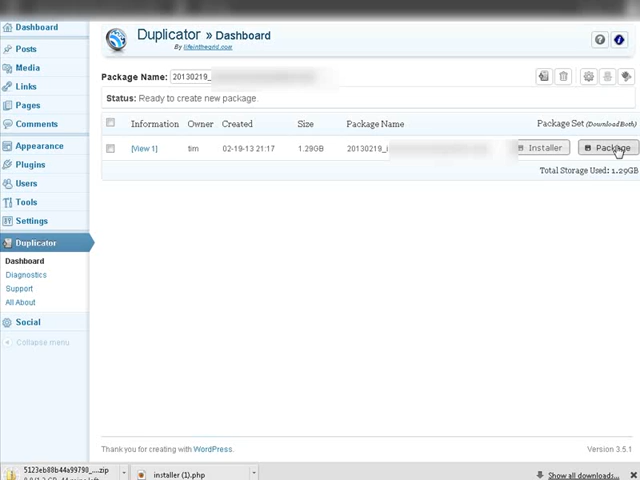 Dashboard
Posts
Media
Links
Pages
Comments
Appearance
Plugins
Users
Tools
Settings
Duplicator
Dashboard
Diagnostics
Support
All About
Social
Collapse menu
Duplicator » Dashboard
By lifeinthegrid.com
Package Name: 20130219_
Status: Ready to create new package.
Information Owner Created Size Package Name Package Set (Download Both)
[View 1] tim 02-19-13 21:17 1.29GB 20130219_ Installer Package
Total Storage Used: 1.29GB
Thank you for creating with WordPress. Version 3.5.1
5123eb88b44a99790_....zip
installer (1).php
Show all downloads...